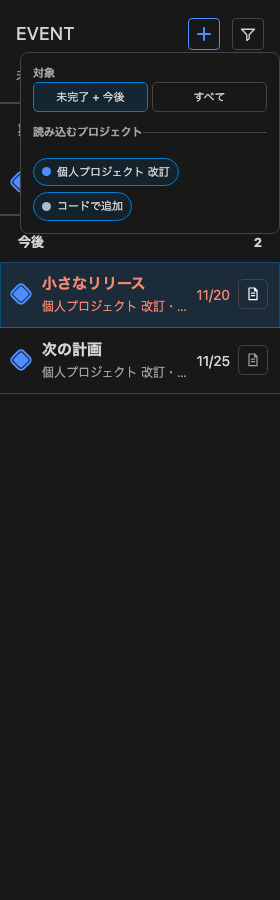 EVENT
対象
未完了 + 今後
すべて
読み込むプロジェクト
個人プロジェクト 改訂
コードで追加
今後 2
小さなリリース
個人プロジェクト 改訂・... 11/20
次の計画
個人プロジェクト 改訂・... 11/25